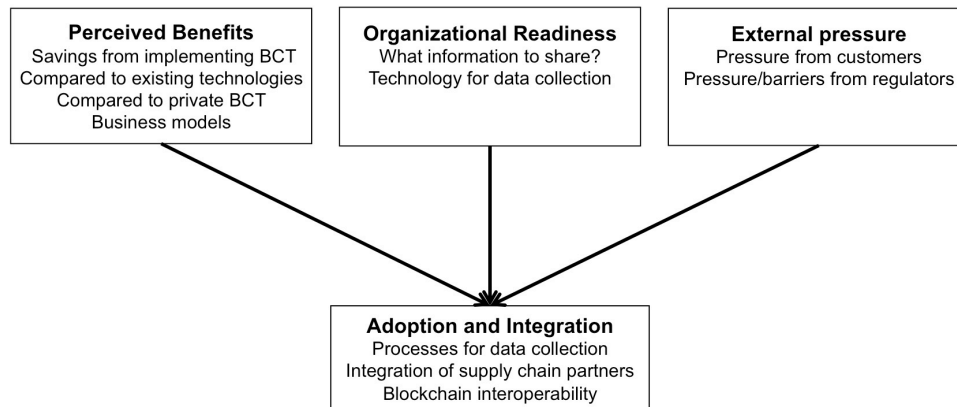 Perceived Benefits
Savings from implementing BCT
Compared to existing technologies
Compared to private BCT
Business models
Organizational Readiness
What information to share?
Technology for data collection
External pressure
Pressure from customers
Pressure/barriers from regulators
Adoption and Integration
Processes for data collection
Integration of supply chain partners
Blockchain interoperability